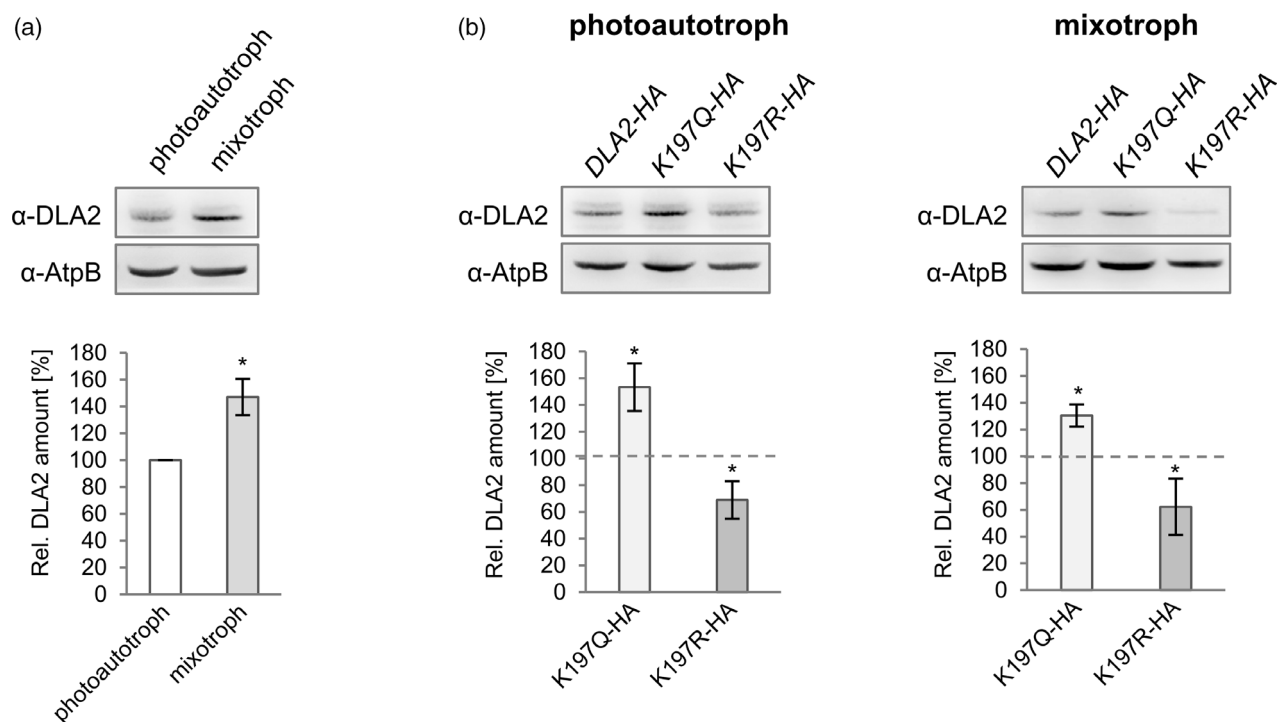 (a)
photoautotroph
mixotroph
α-DLA2
α-AtpB
Rel. DLA2 amount [%]
180
160
140
120
100
80
60
40
20
0
*
photoautotroph
mixotroph
(b)
photoautotroph
DLA2-HA
K197Q-HA
K197R-HA
α-DLA2
α-AtpB
Rel. DLA2 amount [%]
180
160
140
120
100
80
60
40
20
0
*
*
K197Q-HA
K197R-HA
mixotroph
DLA2-HA
K197Q-HA
K197R-HA
α-DLA2
α-AtpB
Rel. DLA2 amount [%]
180
160
140
120
100
80
60
40
20
0
*
*
K197Q-HA
K197R-HA